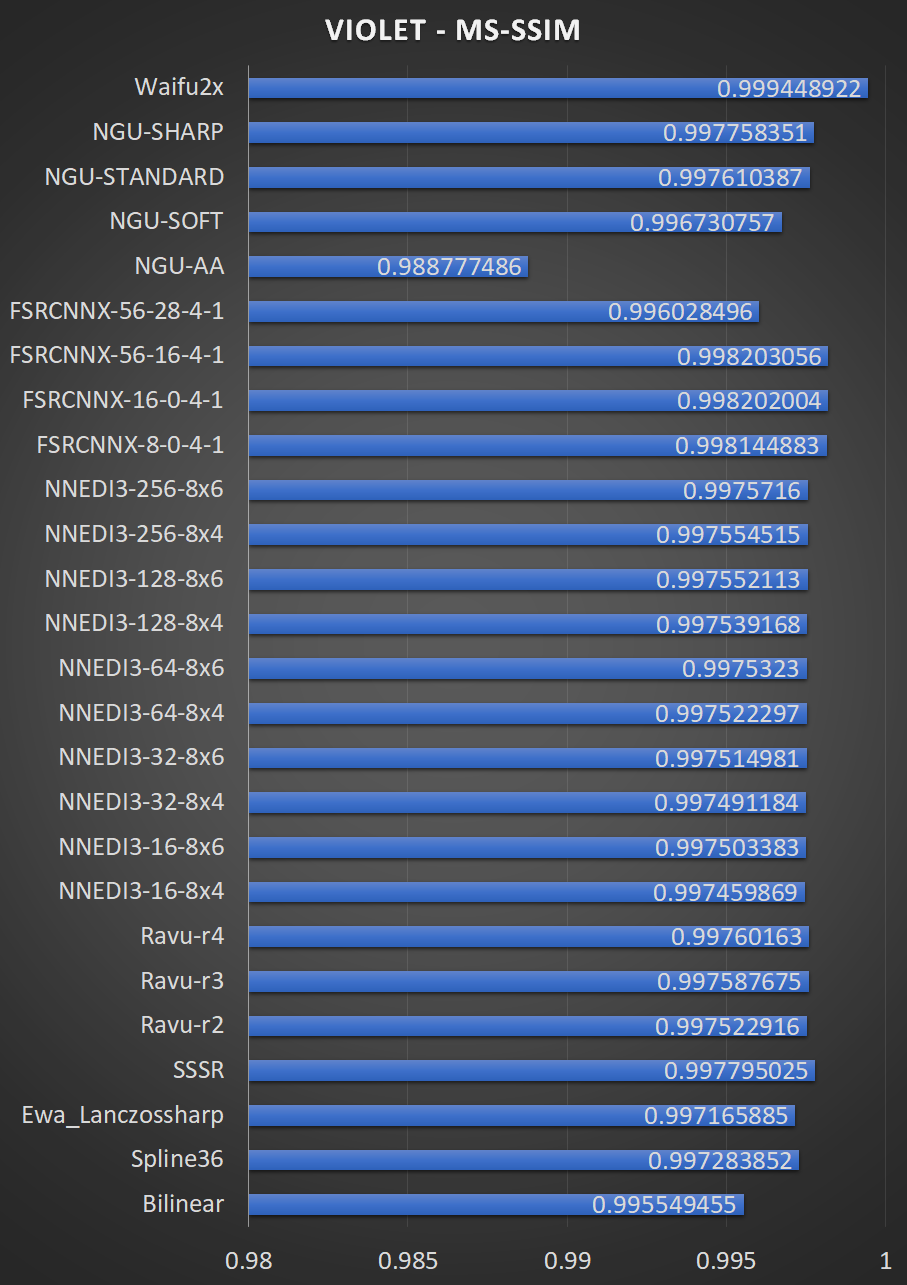 VIOLET - MS-SSIM
Waifu2x 0.999448922
NGU-SHARP 0.997758351
NGU-STANDARD 0.997610387
NGU-SOFT 0.996730757
NGU-AA 0.988777486
FSRCNNX-56-28-4-1 0.996028496
FSRCNNX-56-16-4-1 0.998203056
FSRCNNX-16-0-4-1 0.998202004
FSRCNNX-8-0-4-1 0.998144883
NNEDI3-256-8x6 0.9975716
NNEDI3-256-8x4 0.997554515
NNEDI3-128-8x6 0.997552113
NNEDI3-128-8x4 0.997539168
NNEDI3-64-8x6 0.9975323
NNEDI3-64-8x4 0.997522297
NNEDI3-32-8x6 0.997514981
NNEDI3-32-8x4 0.997491184
NNEDI3-16-8x6 0.997503383
NNEDI3-16-8x4 0.997459869
Ravu-r4 0.99760163
Ravu-r3 0.997587675
Ravu-r2 0.997522916
SSSR 0.997795025
Ewa_Lanczossharp 0.997165885
Spline36 0.997283852
Bilinear 0.995549455
0.98 0.985 0.99 0.995 1